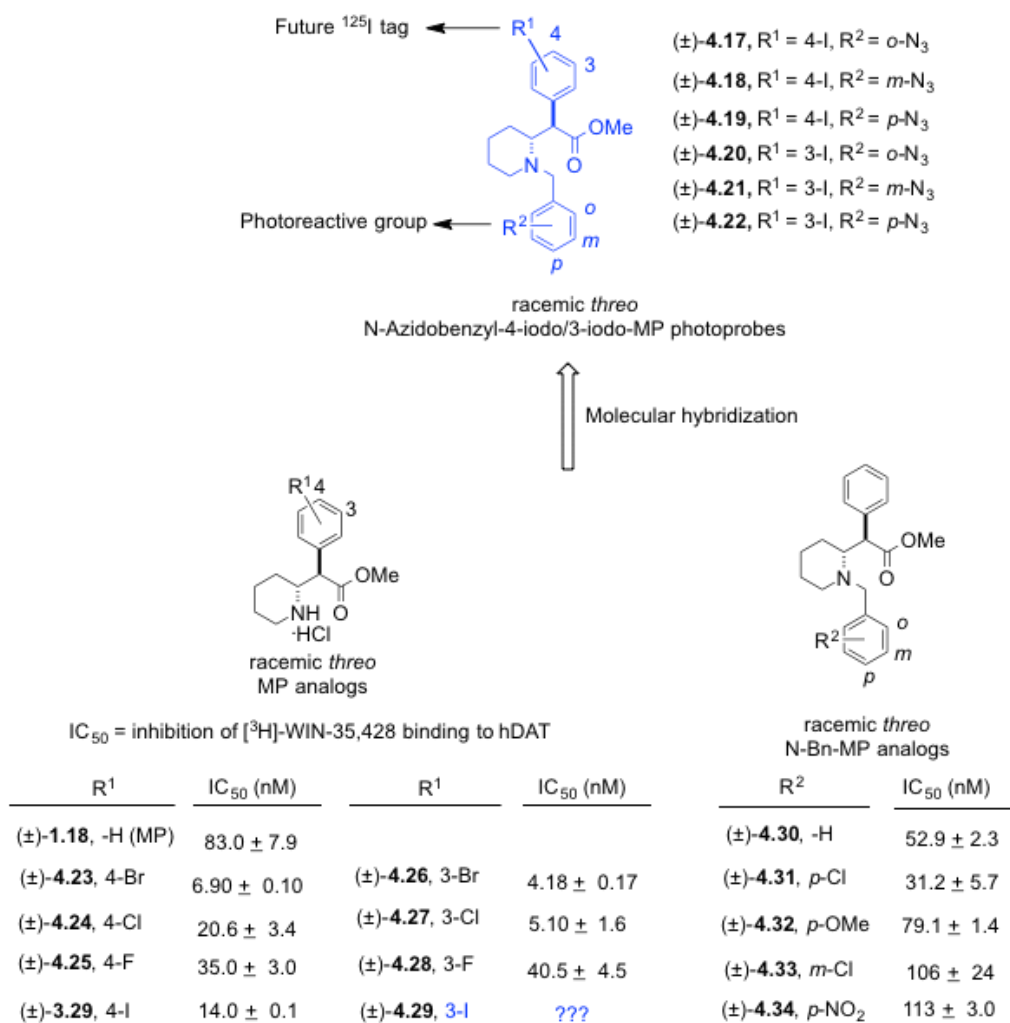 Future ¹²⁵I tag
R¹
4
3
OMe
O
N
Photoreactive group
R²
o
m
p
(±)-4.17, R¹ = 4-I, R² = o-N₃
(±)-4.18, R¹ = 4-I, R² = m-N₃
(±)-4.19, R¹ = 4-I, R² = p-N₃
(±)-4.20, R¹ = 3-I, R² = o-N₃
(±)-4.21, R¹ = 3-I, R² = m-N₃
(±)-4.22, R¹ = 3-I, R² = p-N₃
racemic threo
N-Azidobenzyl-4-iodo/3-iodo-MP photoprobes
Molecular hybridization
R¹ 4
3
OMe
O
NH
·HCl
racemic threo
MP analogs
OMe
O
N
R²
o
m
p
racemic threo
N-Bn-MP analogs
IC₅₀ = inhibition of [³H]-WIN-35,428 binding to hDAT
R¹ IC₅₀ (nM) R¹ IC₅₀ (nM) R² IC₅₀ (nM)
(±)-1.18, -H (MP) 83.0 ± 7.9 (±)-4.30, -H 52.9 ± 2.3
(±)-4.23, 4-Br 6.90 ± 0.10 (±)-4.26, 3-Br 4.18 ± 0.17 (±)-4.31, p-Cl 31.2 ± 5.7
(±)-4.24, 4-Cl 20.6 ± 3.4 (±)-4.27, 3-Cl 5.10 ± 1.6 (±)-4.32, p-OMe 79.1 ± 1.4
(±)-4.25, 4-F 35.0 ± 3.0 (±)-4.28, 3-F 40.5 ± 4.5 (±)-4.33, m-Cl 106 ± 24
(±)-3.29, 4-I 14.0 ± 0.1 (±)-4.29, 3-I ??? (±)-4.34, p-NO₂ 113 ± 3.0